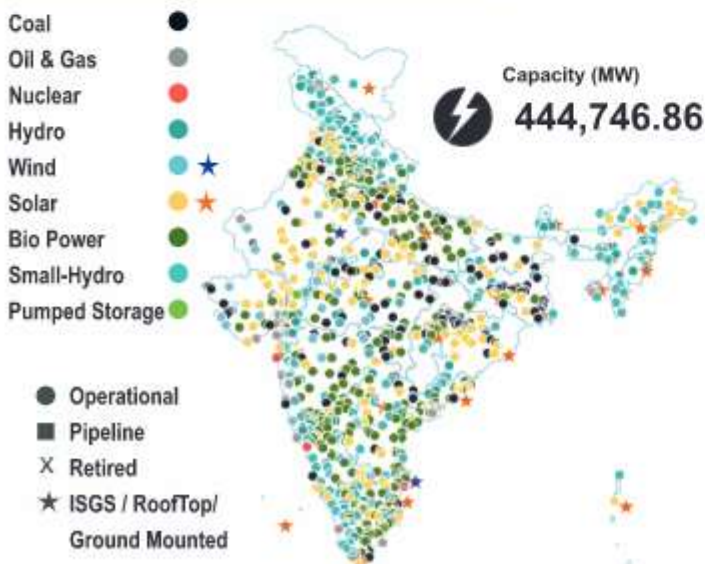 Coal
Oil & Gas
Nuclear
Hydro
Wind
Solar
Bio Power
Small-Hydro
Pumped Storage
Capacity (MW)
444,746.86
Operational
Pipeline
X Retired
ISGS / RoofTop/
Ground Mounted